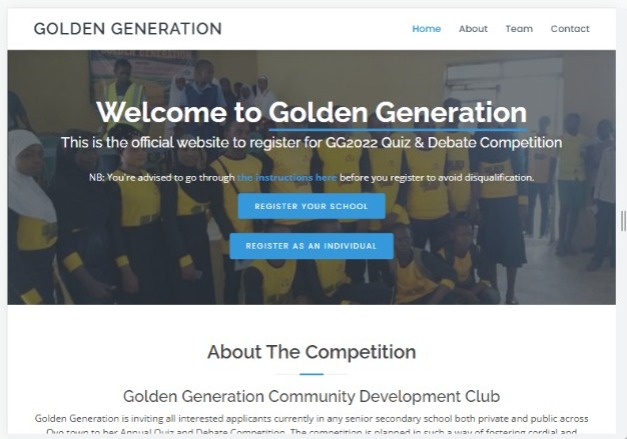 GOLDEN GENERATION
Home About Team Contact
Welcome to Golden Generation
This is the official website to register for GG2022 Quiz & Debate Competition
NB; You're advised to go through the instructions here before you register to avoid disqualification.
REGISTER YOUR SCHOOL
REGISTER AS AN INDIVIDUAL
About The Competition
Golden Generation Community Development Club
Golden Generation is inviting all interested applicants currently in any senior secondary school both private and public across
Oyo town to her Annual Quiz and Debate Competition. The competition is planned in such a way of fostering cordial and